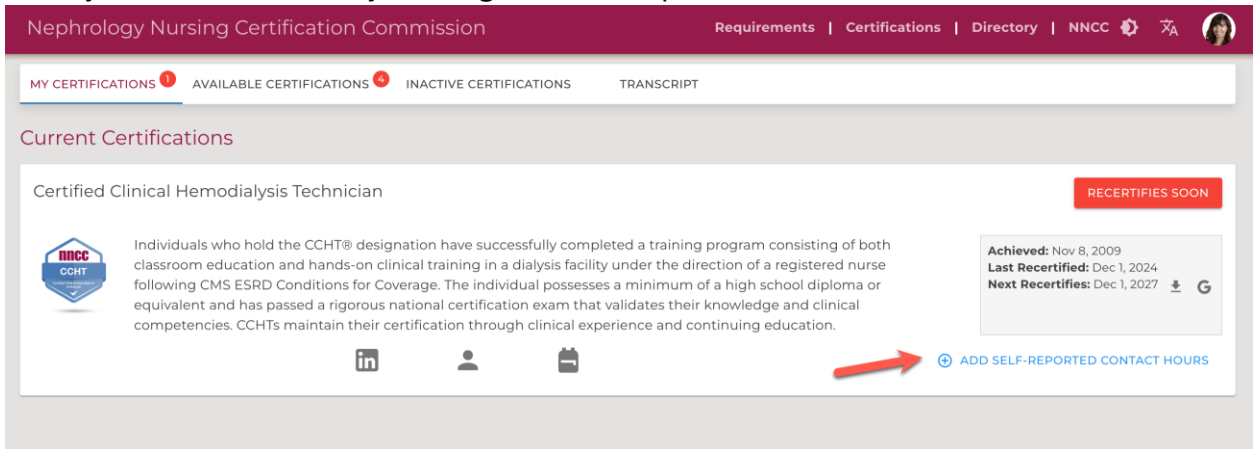 Nephrology Nursing Certification Commission
Requirements | Certifications | Directory | NNCC
MY CERTIFICATIONS 1 AVAILABLE CERTIFICATIONS 4 INACTIVE CERTIFICATIONS TRANSCRIPT
Current Certifications
Certified Clinical Hemodialysis Technician
RECERTIFIES SOON
nncc
CCHT
Individuals who hold the CCHT® designation have successfully completed a training program consisting of both
classroom education and hands-on clinical training in a dialysis facility under the direction of a registered nurse
following CMS ESRD Conditions for Coverage. The individual possesses a minimum of a high school diploma or
equivalent and has passed a rigorous national certification exam that validates their knowledge and clinical
competencies. CCHTs maintain their certification through clinical experience and continuing education.
Achieved: Nov 8, 2009
Last Recertified: Dec 1, 2024
Next Recertifies: Dec 1, 2027 G
in
ADD SELF-REPORTED CONTACT HOURS